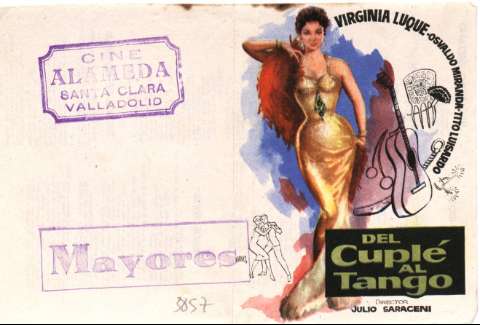 CINE
ALAMEDA
SANTA CLARA
VALLADOLID
Mayores
3857
VIRGINIA LUQUE-OSVALDO MIRANDA-TITO LUSIARDO
DEL
Cuplé
AL
Tango
DIRECTOR
JULIO SARACENI